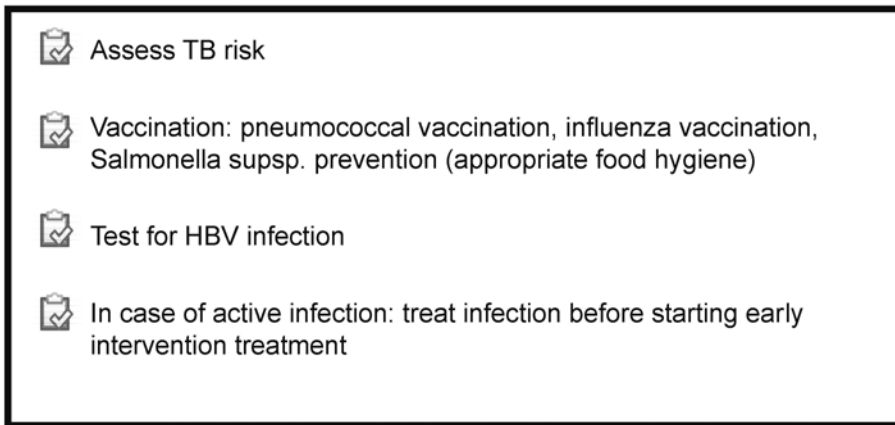 Assess TB risk
Vaccination: pneumococcal vaccination, influenza vaccination,
Salmonella supsp. prevention (appropriate food hygiene)
Test for HBV infection
In case of active infection: treat infection before starting early
intervention treatment